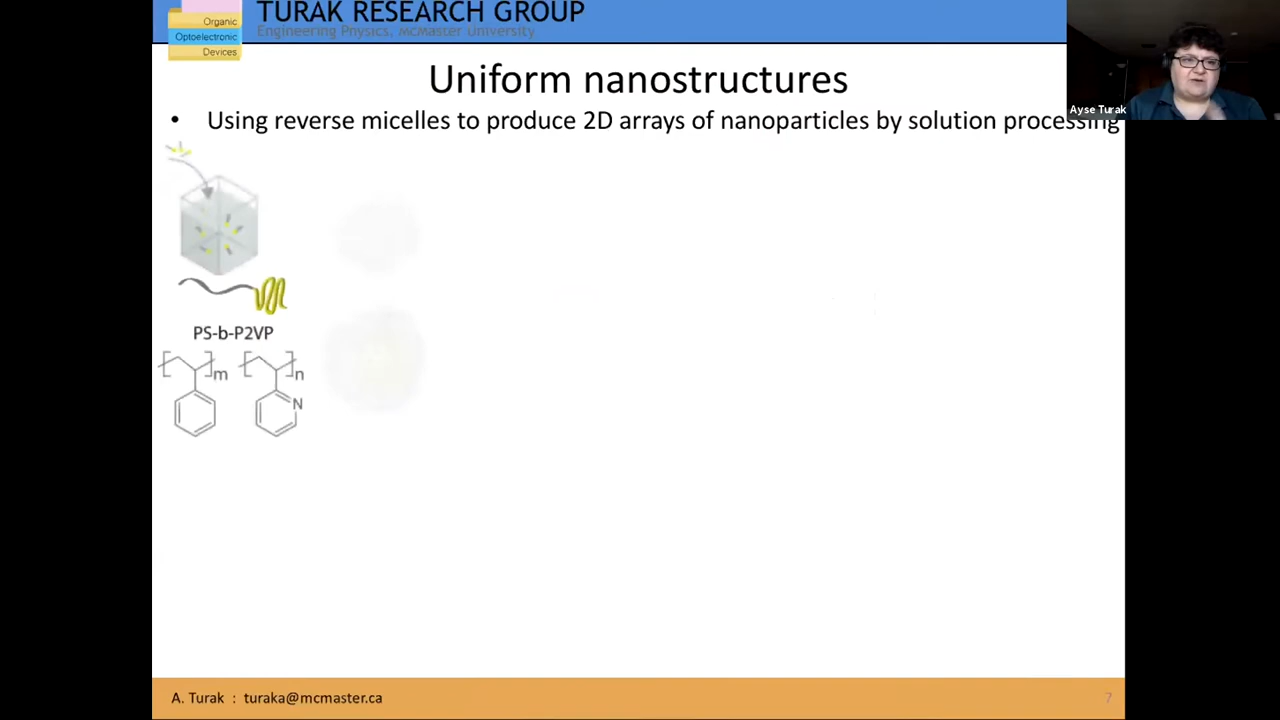 Organic
Optoelectronic
Devices
TURAK RESEARCH GROUP
Engineering Physics, McMaster University
Uniform nanostructures
• Using reverse micelles to produce 2D arrays of nanoparticles by solution processing
Ayse Turak
PS-b-P2VP
m
n
N
A. Turak : turaka@mcmaster.ca
7